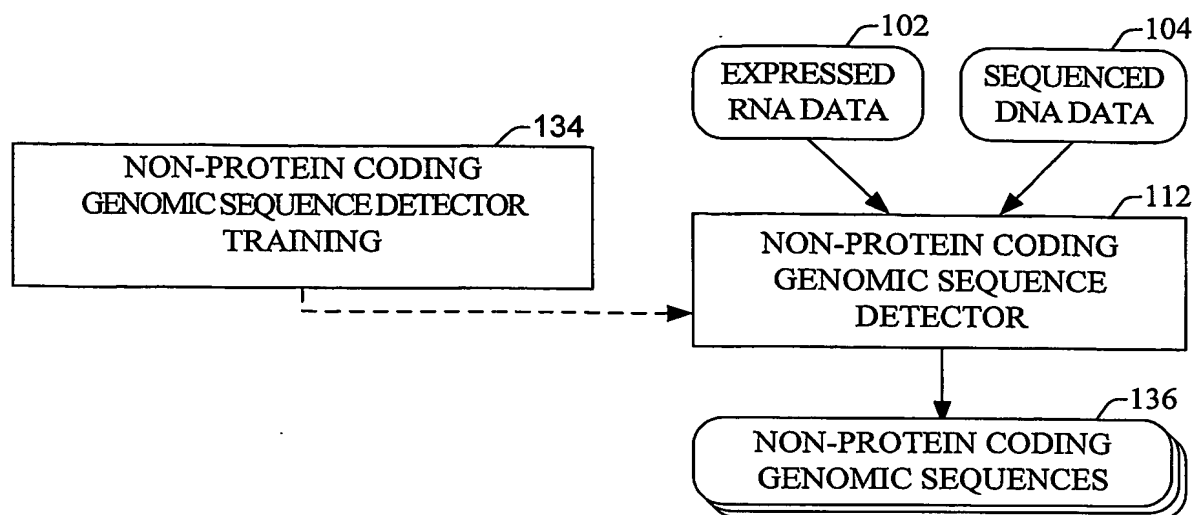 102
104
EXPRESSED
RNA DATA
SEQUENCED
DNA DATA
134
NON-PROTEIN CODING
GENOMIC SEQUENCE DETECTOR
TRAINING
112
NON-PROTEIN CODING
GENOMIC SEQUENCE
DETECTOR
136
NON-PROTEIN CODING
GENOMIC SEQUENCES